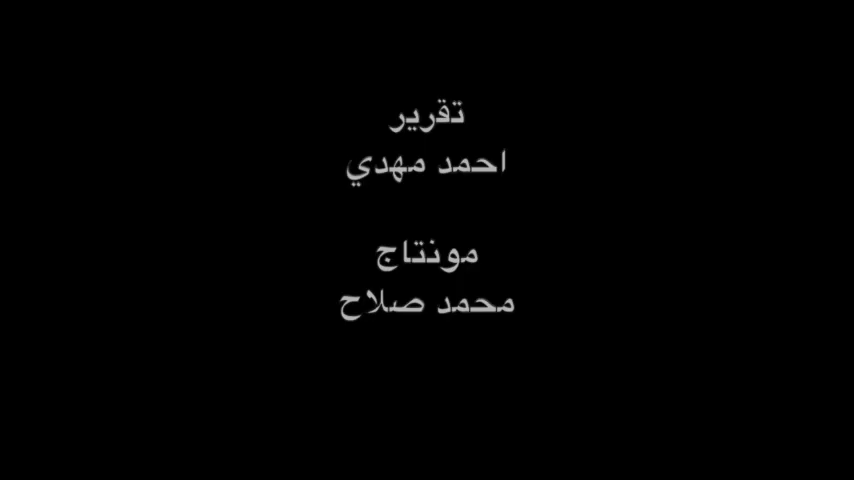 تقرير
احمد مهدي
مونتاج
محمد صلاح